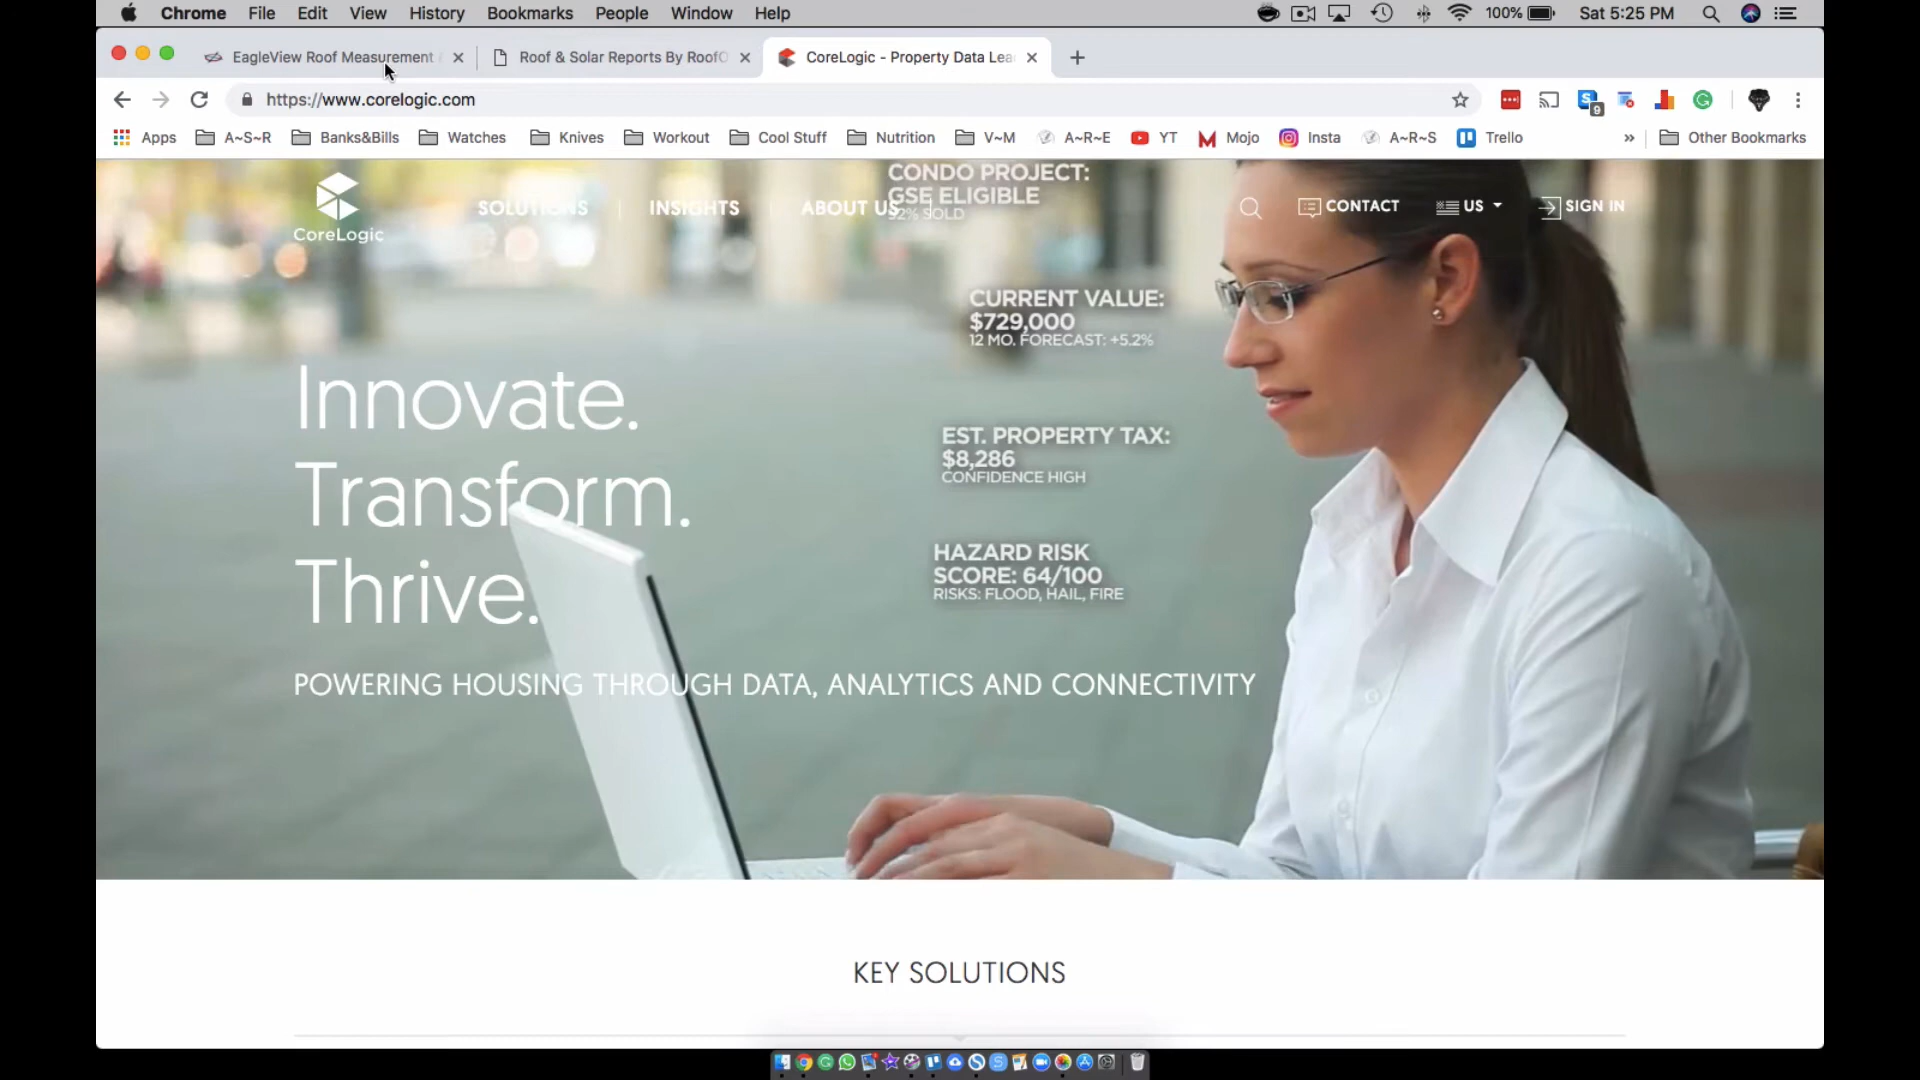 Chrome File Edit View History Bookmarks People Window Help 100% Sat 5:25 PM
EagleView Roof Measurement Roof & Solar Reports By Roof CoreLogic - Property Data Lea
https://www.corelogic.com 9
Apps A~S~R Banks&Bills Watches Knives Workout Cool Stuff Nutrition V~M A~R~E YT Mojo Insta A~R~S Trello » Other Bookmarks
CONDO PROJECT:
GSE ELIGIBLE
% SOLD
CoreLogic
SOLUTIONS INSIGHTS ABOUT US CONTACT US SIGN IN
CURRENT VALUE:
$729,000
12 MO. FORECAST: +5.2%
Innovate.
Transform.
Thrive.
EST. PROPERTY TAX:
$8,286
CONFIDENCE HIGH
HAZARD RISK
SCORE: 64/100
RISKS: FLOOD, HAIL, FIRE
POWERING HOUSING THROUGH DATA, ANALYTICS AND CONNECTIVITY
KEY SOLUTIONS